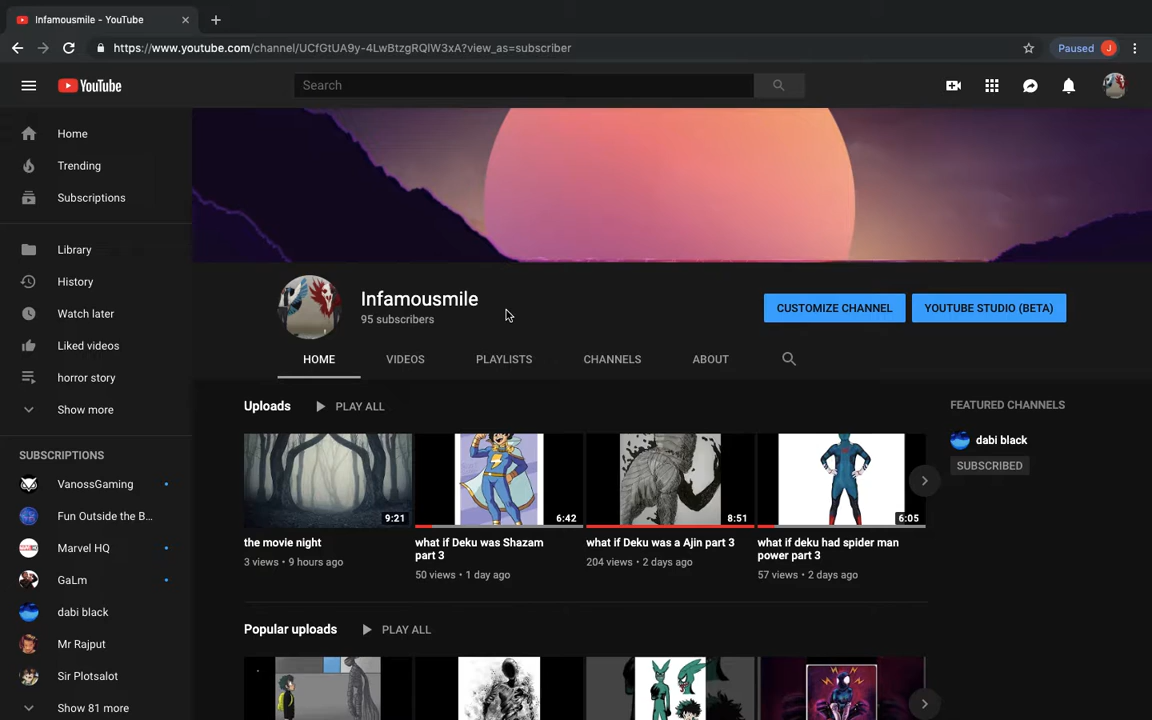 Infamousmile - YouTube
https://www.youtube.com/channel/UCfGtUA9y-4LwBtzgRQlW3xA?view_as=subscriber
Paused J
YouTube
Search
Home
Trending
Subscriptions
Library
History
Watch later
Liked videos
horror story
Show more
SUBSCRIPTIONS
VanossGaming
Fun Outside the B...
Marvel HQ
GaLm
dabi black
Mr Rajput
Sir Plotsalot
Show 81 more
Infamousmile
95 subscribers
CUSTOMIZE CHANNEL
YOUTUBE STUDIO (BETA)
HOME VIDEOS PLAYLISTS CHANNELS ABOUT
Uploads PLAY ALL
9:21
the movie night
3 views • 9 hours ago
6:42
what if Deku was Shazam
part 3
50 views • 1 day ago
8:51
what if Deku was a Ajin part 3
204 views • 2 days ago
6:05
what if deku had spider man
power part 3
57 views • 2 days ago
Popular uploads PLAY ALL
FEATURED CHANNELS
dabi black
SUBSCRIBED